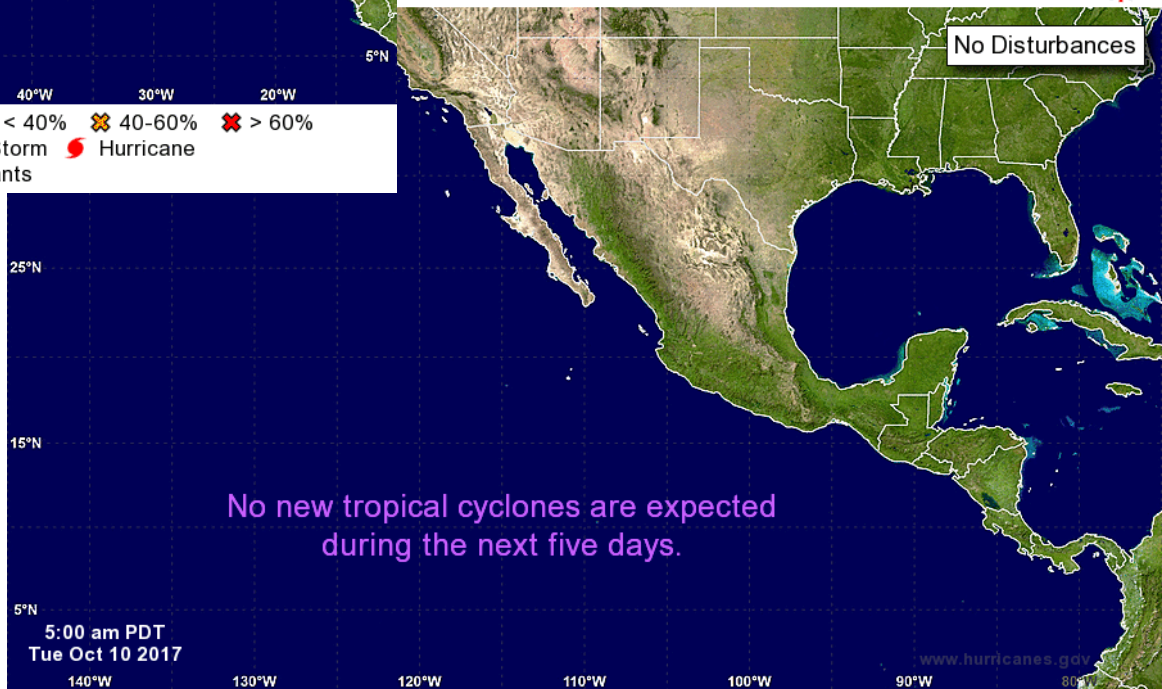 5°N
No Disturbances
40°W 30°W 20°W
< 40% 40-60% > 60%
Hurricane
25°N
15°N
No new tropical cyclones are expected
during the next five days.
5°N
5:00 am PDT
Tue Oct 10 2017
www.hurricanes.gov
140°W 130°W 120°W 110°W 100°W 90°W 80°W